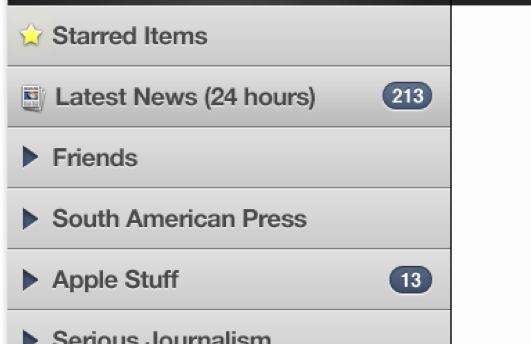 Starred Items
Latest News (24 hours) 213
Friends
South American Press
Apple Stuff 13
Serious Journalism